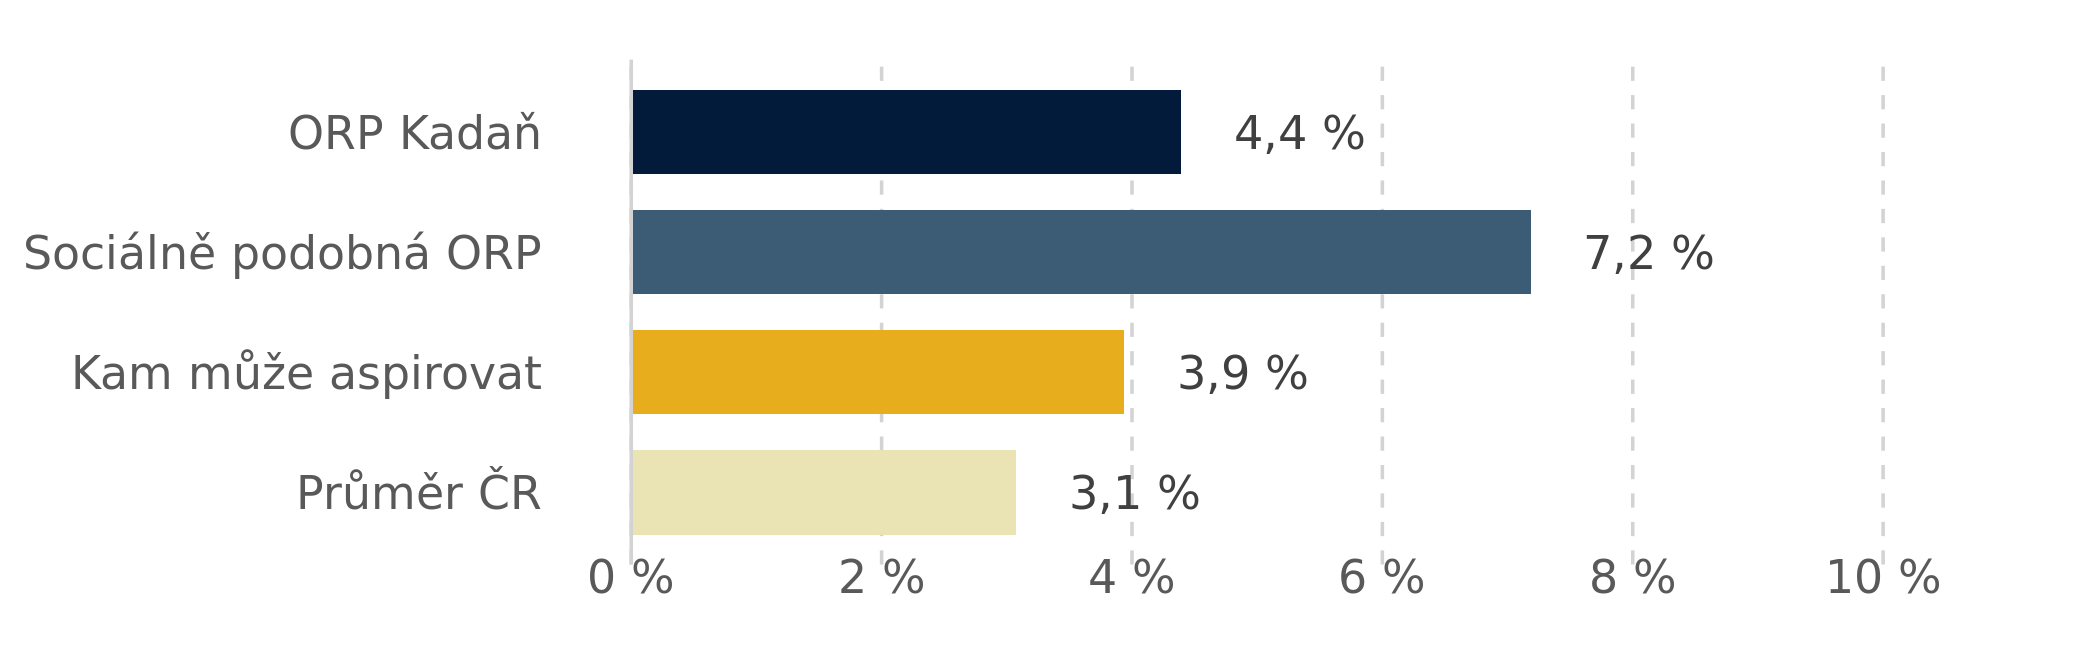 ORP Kadaň
4,4 %
Sociálně podobná ORP
7,2 %
Kam může aspirovat
3,9 %
Průměr ČR
3,1 %
0 % 2 % 4 % 6 % 8 % 10 %